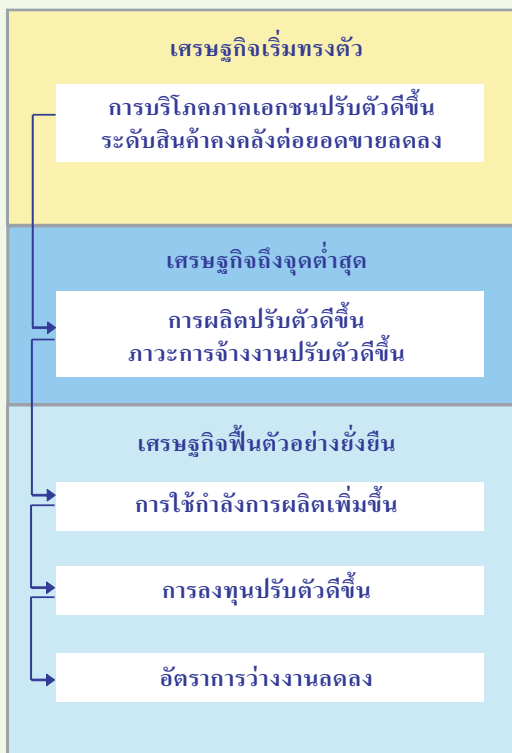 เศรษฐกิจเริ่มทรงตัว
การบริโภคภาคเอกชนปรับตัวดีขึ้น
ระดับสินค้าคงคลังต่อยอดขายลดลง
เศรษฐกิจถึงจุดต่ำสุด
การผลิตปรับตัวดีขึ้น
ภาวะการจ้างงานปรับตัวดีขึ้น
เศรษฐกิจฟื้นตัวอย่างยั่งยืน
การใช้กำลังการผลิตเพิ่มขึ้น
การลงทุนปรับตัวดีขึ้น
อัตราการว่างงานลดลง